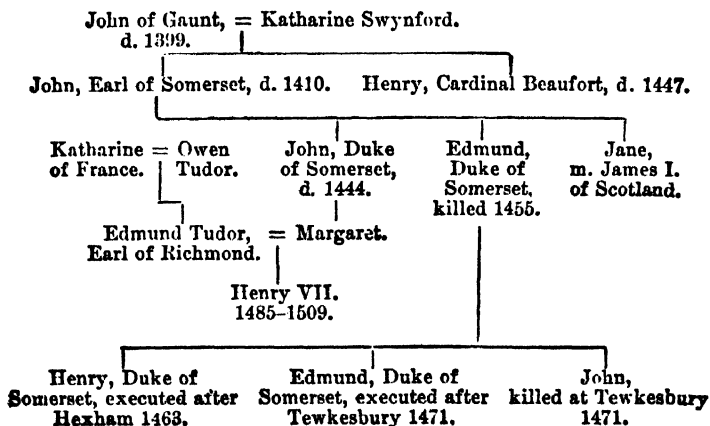 John of Gaunt, = Katharine Swynford.
d. 1399.
John, Earl of Somerset, d. 1410. Henry, Cardinal Beaufort, d. 1447.
Katharine = Owen
of France. Tudor.
John, Duke
of Somerset,
d. 1444.
Edmund,
Duke of
Somerset,
killed 1455.
Jane,
m. James I.
of Scotland.
Edmund Tudor, = Margaret.
Earl of Richmond.
Henry VII.
1485–1509.
Henry, Duke of
Somerset, executed after
Hexham 1463.
Edmund, Duke of
Somerset, executed after
Tewkesbury 1471.
John,
killed at Tewkesbury
1471.